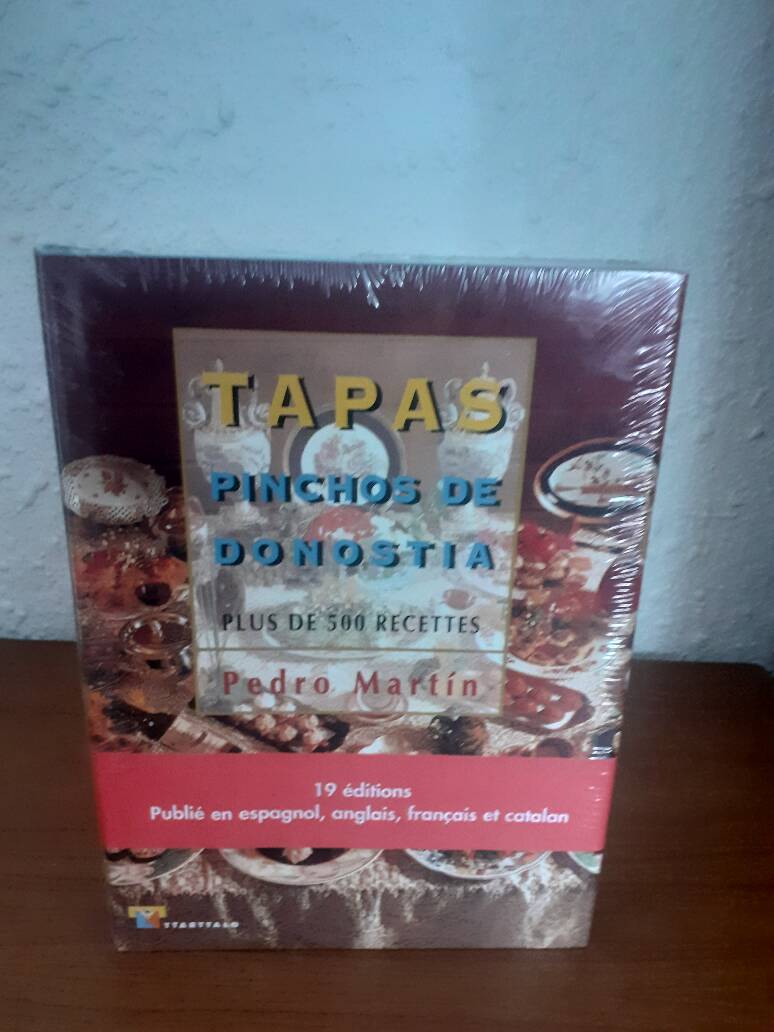 TAPAS
PINCHOS DE
DONOSTIA
PLUS DE 500 RECETTES
Pedro Martín
19 éditions
Publié en espagnol, anglais, français et catalan
TTARTTALO